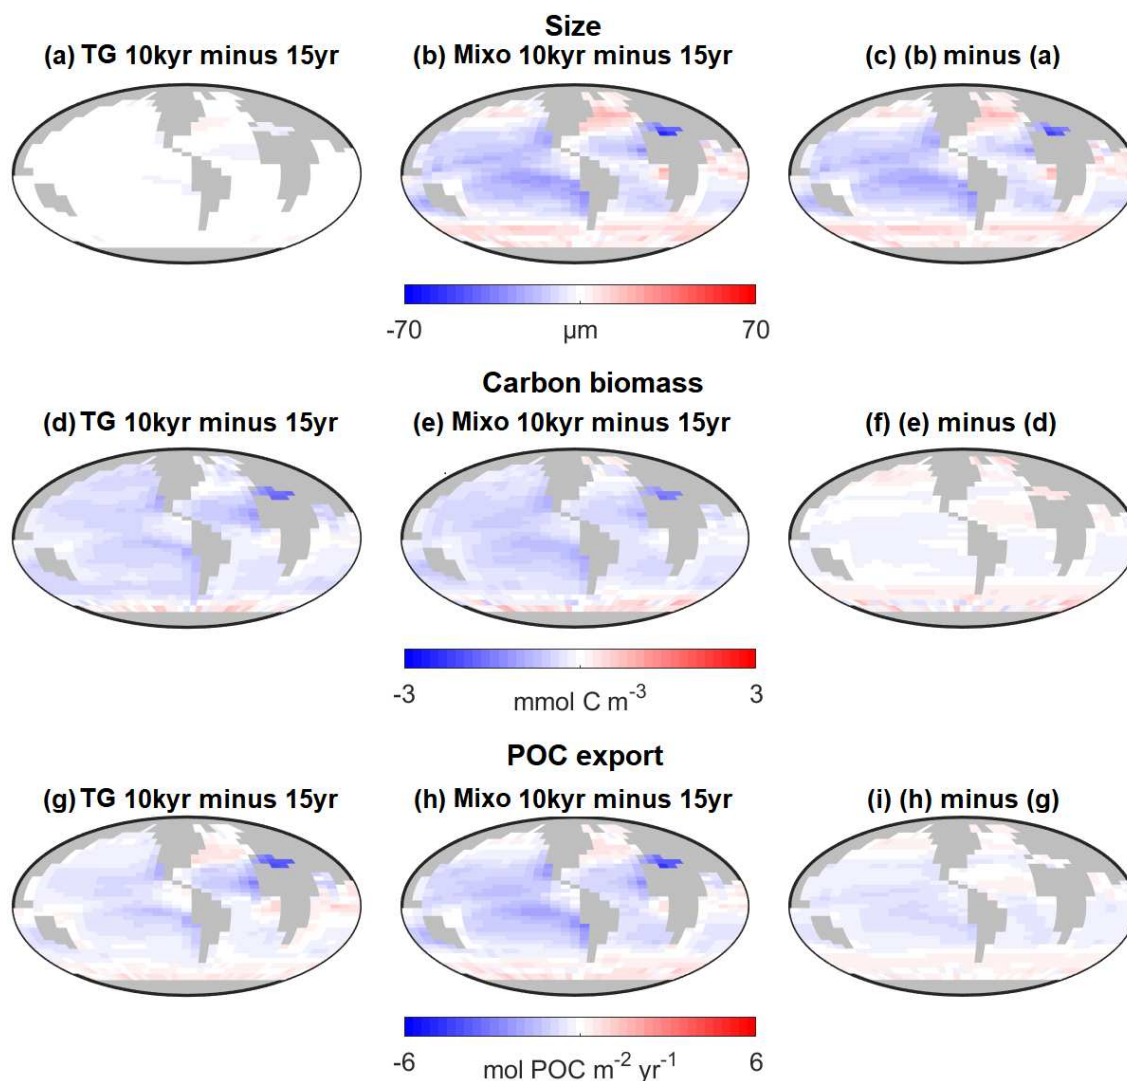 Size
(a) TG 10kyr minus 15yr (b) Mixo 10kyr minus 15yr (c) (b) minus (a)
-70 µm 70
Carbon biomass
(d) TG 10kyr minus 15yr (e) Mixo 10kyr minus 15yr (f) (e) minus (d)
-3 mmol C m⁻³ 3
POC export
(g) TG 10kyr minus 15yr (h) Mixo 10kyr minus 15yr (i) (h) minus (g)
-6 mol POC m⁻² yr⁻¹ 6